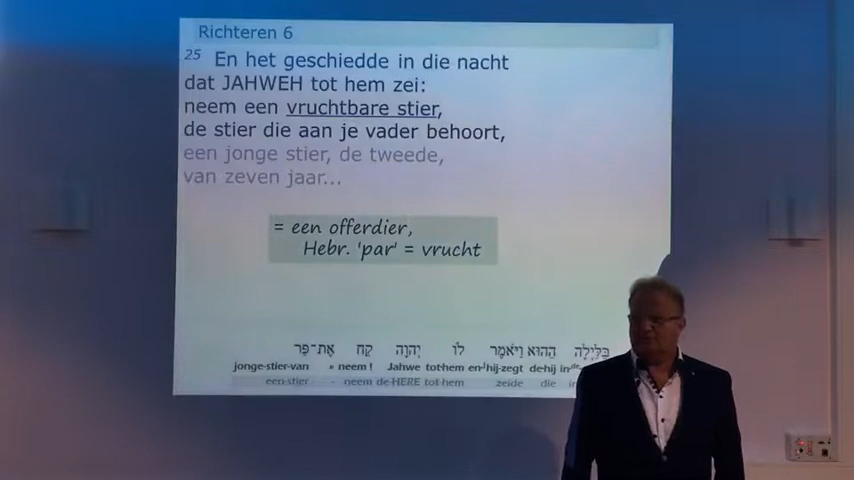 Richteren 6
25 En het geschiedde in die nacht
dat JAHWEH tot hem zei:
neem een vruchtbare stier,
de stier die aan je vader behoort,
een jonge stier, de tweede,
van zeven jaar...
= een offerdier,
Hebr. 'par' = vrucht
בַּלַּיְלָה הַהוּא וַיֹּאמֶר לוֹ יְהוָה קַח אֶת־פַּר
jonge-stier-van » neem ! Jahwe tot·hem en·hij-zegt de·hij in·de·
een·stier - neem de·HERE tot·hem zeide die